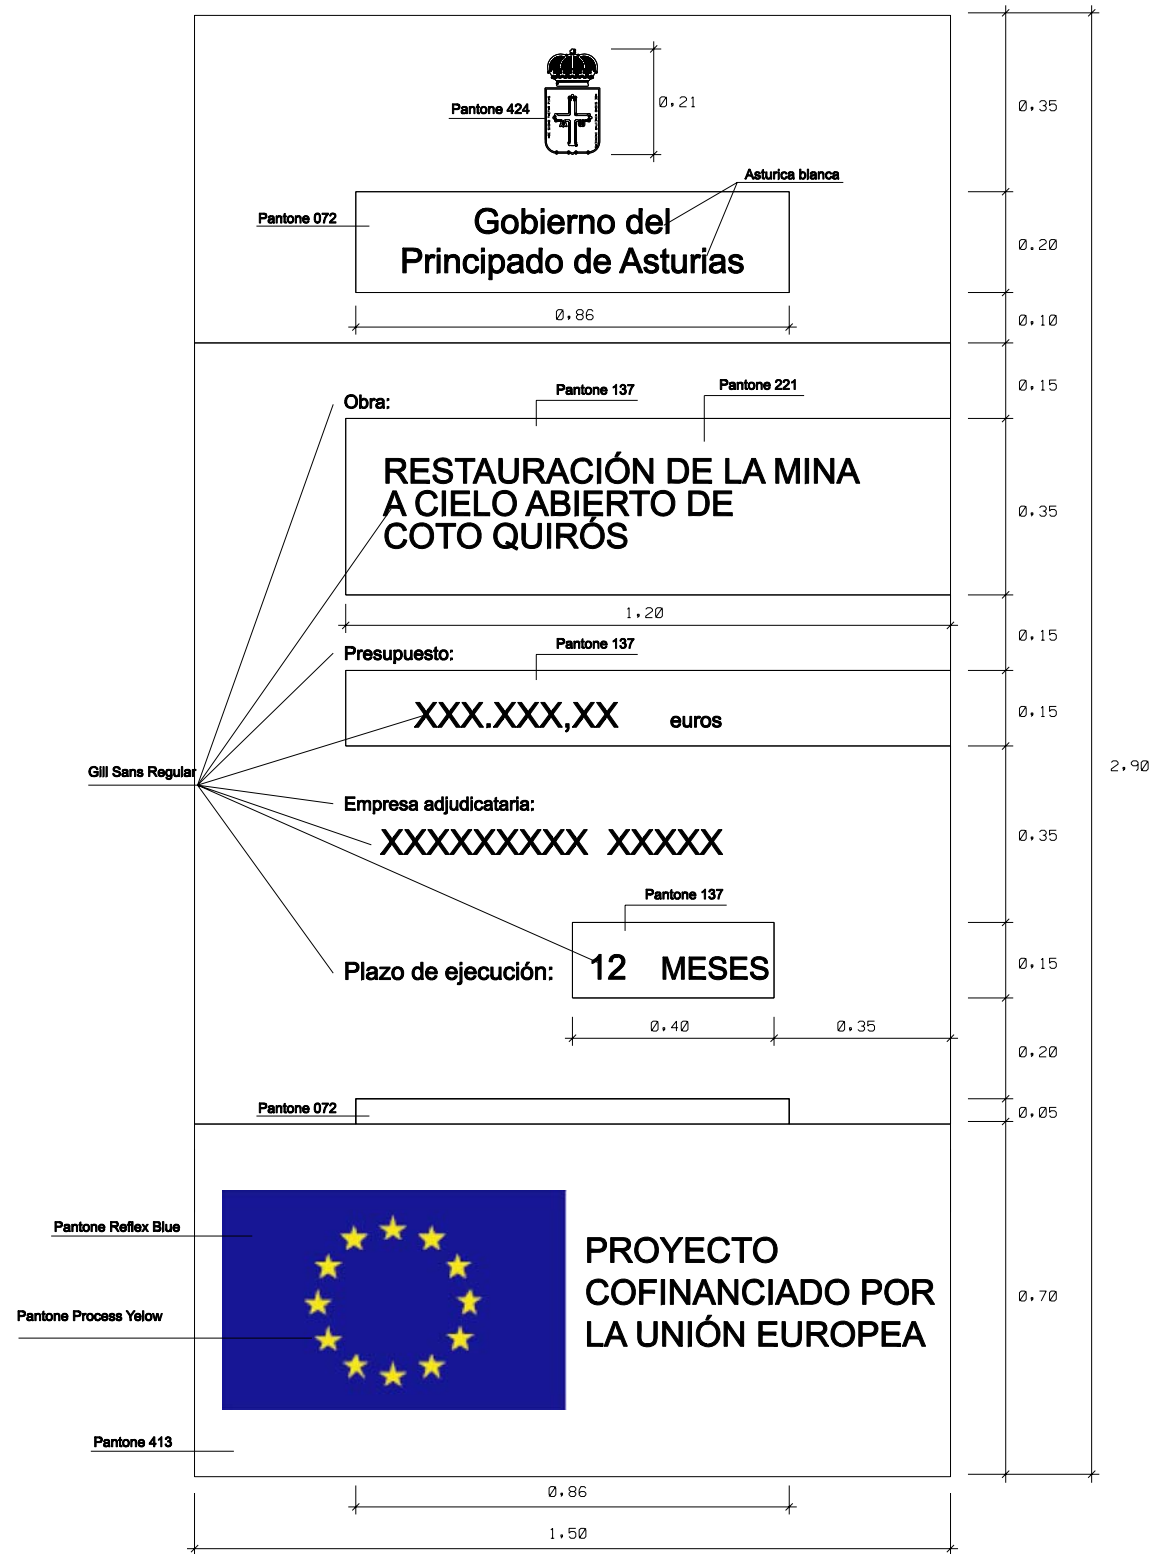 0,21
0,35
Pantone 424
Asturica blanca
Pantone 072
Gobierno del
Principado de Asturias
0.20
0,86
0,10
Obra:
Pantone 137
Pantone 221
0,15
RESTAURACIÓN DE LA MINA
A CIELO ABIERTO DE
COTO QUIRÓS
0,35
1,20
Presupuesto:
Pantone 137
0,15
XXX.XXX,XX euros
0,15
Gill Sans Regular
2,90
Empresa adjudicataria:
XXXXXXXXX XXXXX
0,35
Pantone 137
Plazo de ejecución:
12 MESES
0,15
0,40
0,35
0,20
Pantone 072
0,05
Pantone Reflex Blue
Pantone Process Yelow
PROYECTO
COFINANCIADO POR
LA UNIÓN EUROPEA
0,70
Pantone 413
0,86
1,50